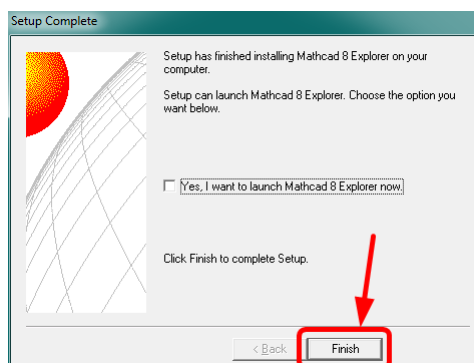 Setup Complete
Setup has finished installing Mathcad 8 Explorer on your
computer.
Setup can launch Mathcad 8 Explorer. Choose the option you
want below.
Yes, I want to launch Mathcad 8 Explorer now.
Click Finish to complete Setup.
< Back
Finish